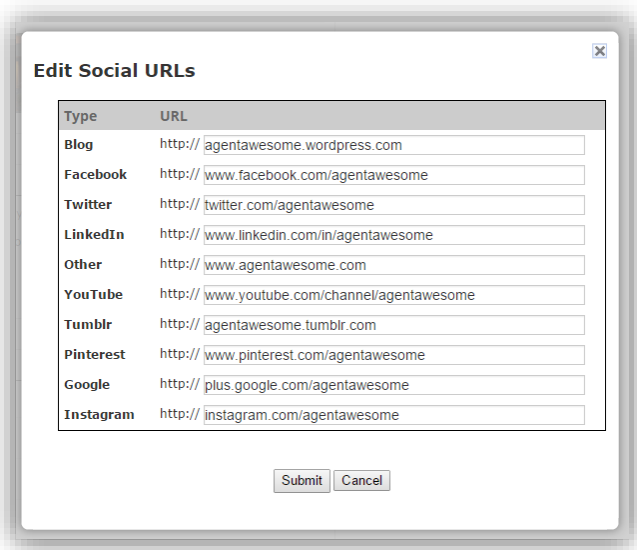 Edit Social URLs
Type URL
Blog http:// agentawesome.wordpress.com
Facebook http:// www.facebook.com/agentawesome
Twitter http:// twitter.com/agentawesome
LinkedIn http:// www.linkedin.com/in/agentawesome
Other http:// www.agentawesome.com
YouTube http:// www.youtube.com/channel/agentawesome
Tumblr http:// agentawesome.tumblr.com
Pinterest http:// www.pinterest.com/agentawesome
Google http:// plus.google.com/agentawesome
Instagram http:// instagram.com/agentawesome
Submit Cancel